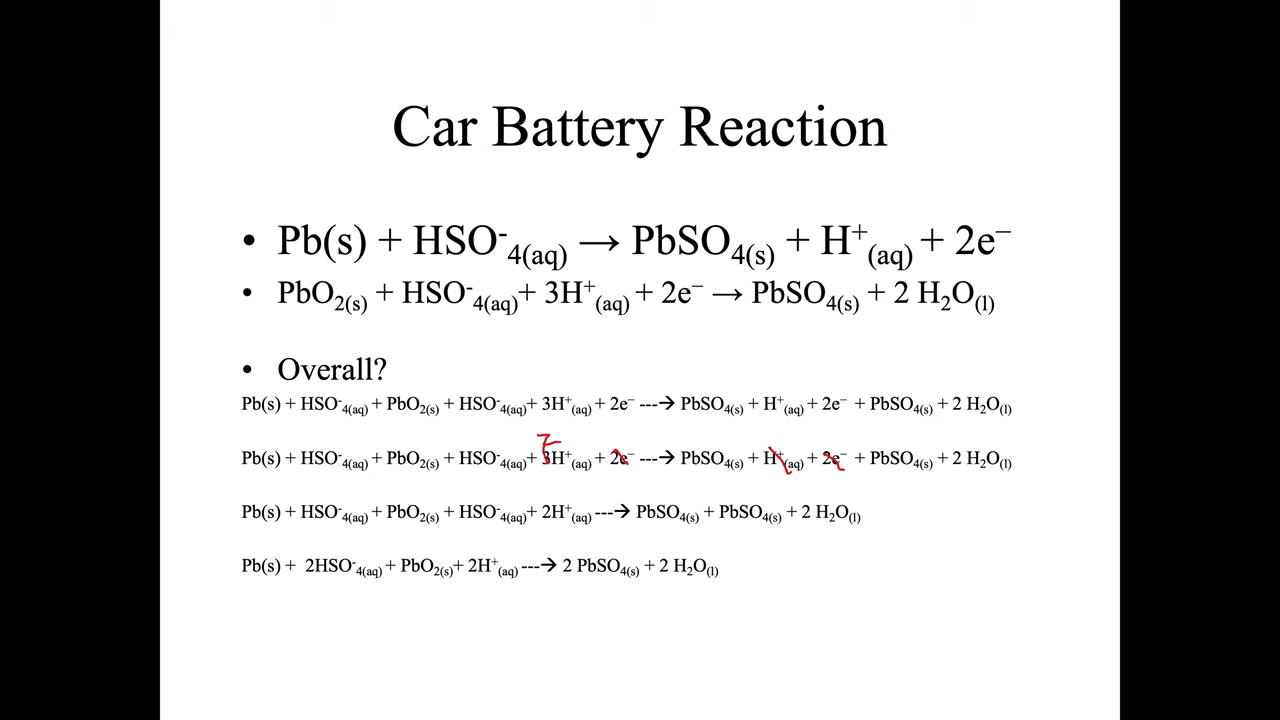 Car Battery Reaction
• Pb(s) + HSO⁻₄₍ₐq₎ → PbSO₄₍ₛ₎ + H⁺₍ₐq₎ + 2e⁻
• PbO₂₍ₛ₎ + HSO⁻₄₍ₐq₎+ 3H⁺₍ₐq₎ + 2e⁻ → PbSO₄₍ₛ₎ + 2 H₂O₍ₗ₎
• Overall?
Pb(s) + HSO⁻₄₍ₐq₎ + PbO₂₍ₛ₎ + HSO⁻₄₍ₐq₎+ 3H⁺₍ₐq₎ + 2e⁻ ---→ PbSO₄₍ₛ₎ + H⁺₍ₐq₎ + 2e⁻ + PbSO₄₍ₛ₎ + 2 H₂O₍ₗ₎
Pb(s) + HSO⁻₄₍ₐq₎ + PbO₂₍ₛ₎ + HSO⁻₄₍ₐq₎+ 3H⁺₍ₐq₎ + 2e⁻ ---→ PbSO₄₍ₛ₎ + H⁺₍ₐq₎ + 2e⁻ + PbSO₄₍ₛ₎ + 2 H₂O₍ₗ₎
Pb(s) + HSO⁻₄₍ₐq₎ + PbO₂₍ₛ₎ + HSO⁻₄₍ₐq₎+ 2H⁺₍ₐq₎ ---→ PbSO₄₍ₛ₎ + PbSO₄₍ₛ₎ + 2 H₂O₍ₗ₎
Pb(s) + 2HSO⁻₄₍ₐq₎ + PbO₂₍ₛ₎+ 2H⁺₍ₐq₎ ---→ 2 PbSO₄₍ₛ₎ + 2 H₂O₍ₗ₎